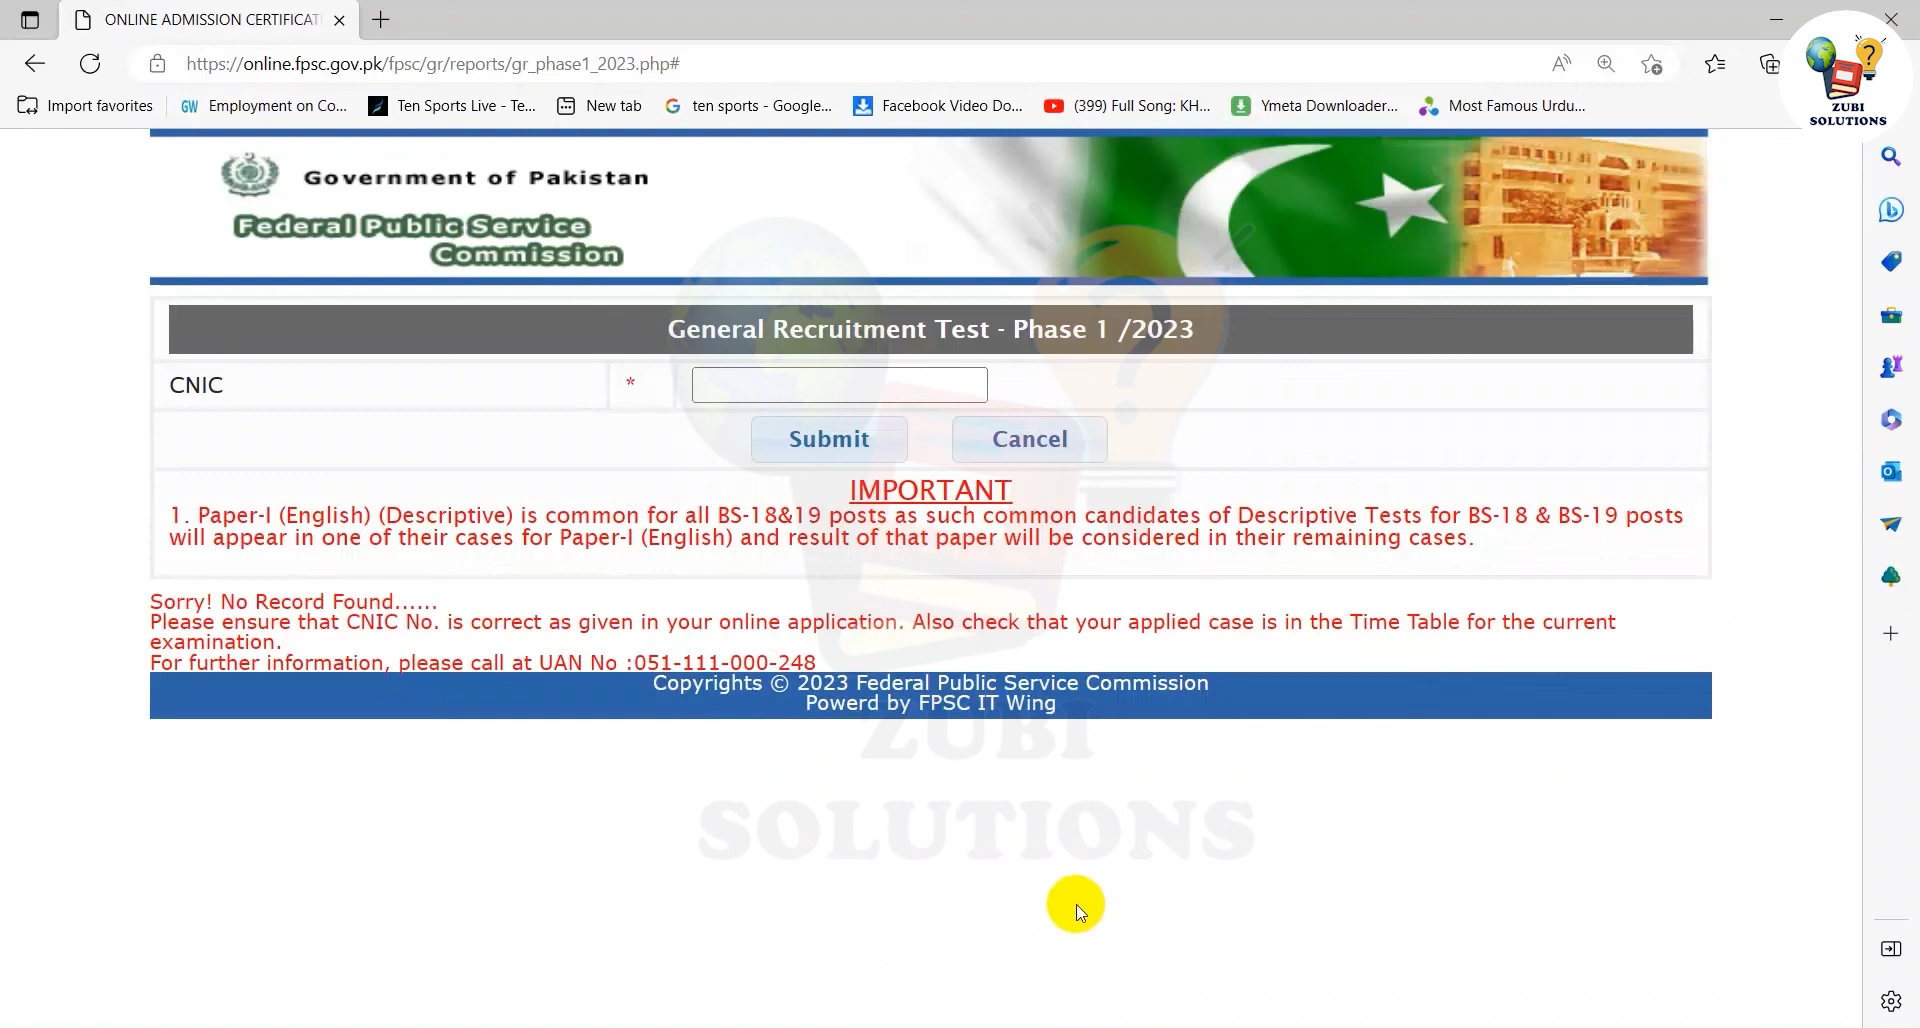 ONLINE ADMISSION CERTIFICAT
https://online.fpsc.gov.pk/fpsc/gr/reports/gr_phase1_2023.php#
Import favorites
GW Employment on Co...
Ten Sports Live - Te...
New tab
ten sports - Google...
Facebook Video Do...
(399) Full Song: KH...
Ymeta Downloader...
Most Famous Urdu...
ZUBI
SOLUTIONS
Government of Pakistan
Federal Public Service
Commission
General Recruitment Test - Phase 1 /2023
CNIC *
Submit Cancel
IMPORTANT
1. Paper-I (English) (Descriptive) is common for all BS-18&19 posts as such common candidates of Descriptive Tests for BS-18 & BS-19 posts
will appear in one of their cases for Paper-I (English) and result of that paper will be considered in their remaining cases.
Sorry! No Record Found......
Please ensure that CNIC No. is correct as given in your online application. Also check that your applied case is in the Time Table for the current
examination.
For further information, please call at UAN No :051-111-000-248
Copyrights © 2023 Federal Public Service Commission
Powerd by FPSC IT Wing
ZUBI
SOLUTIONS